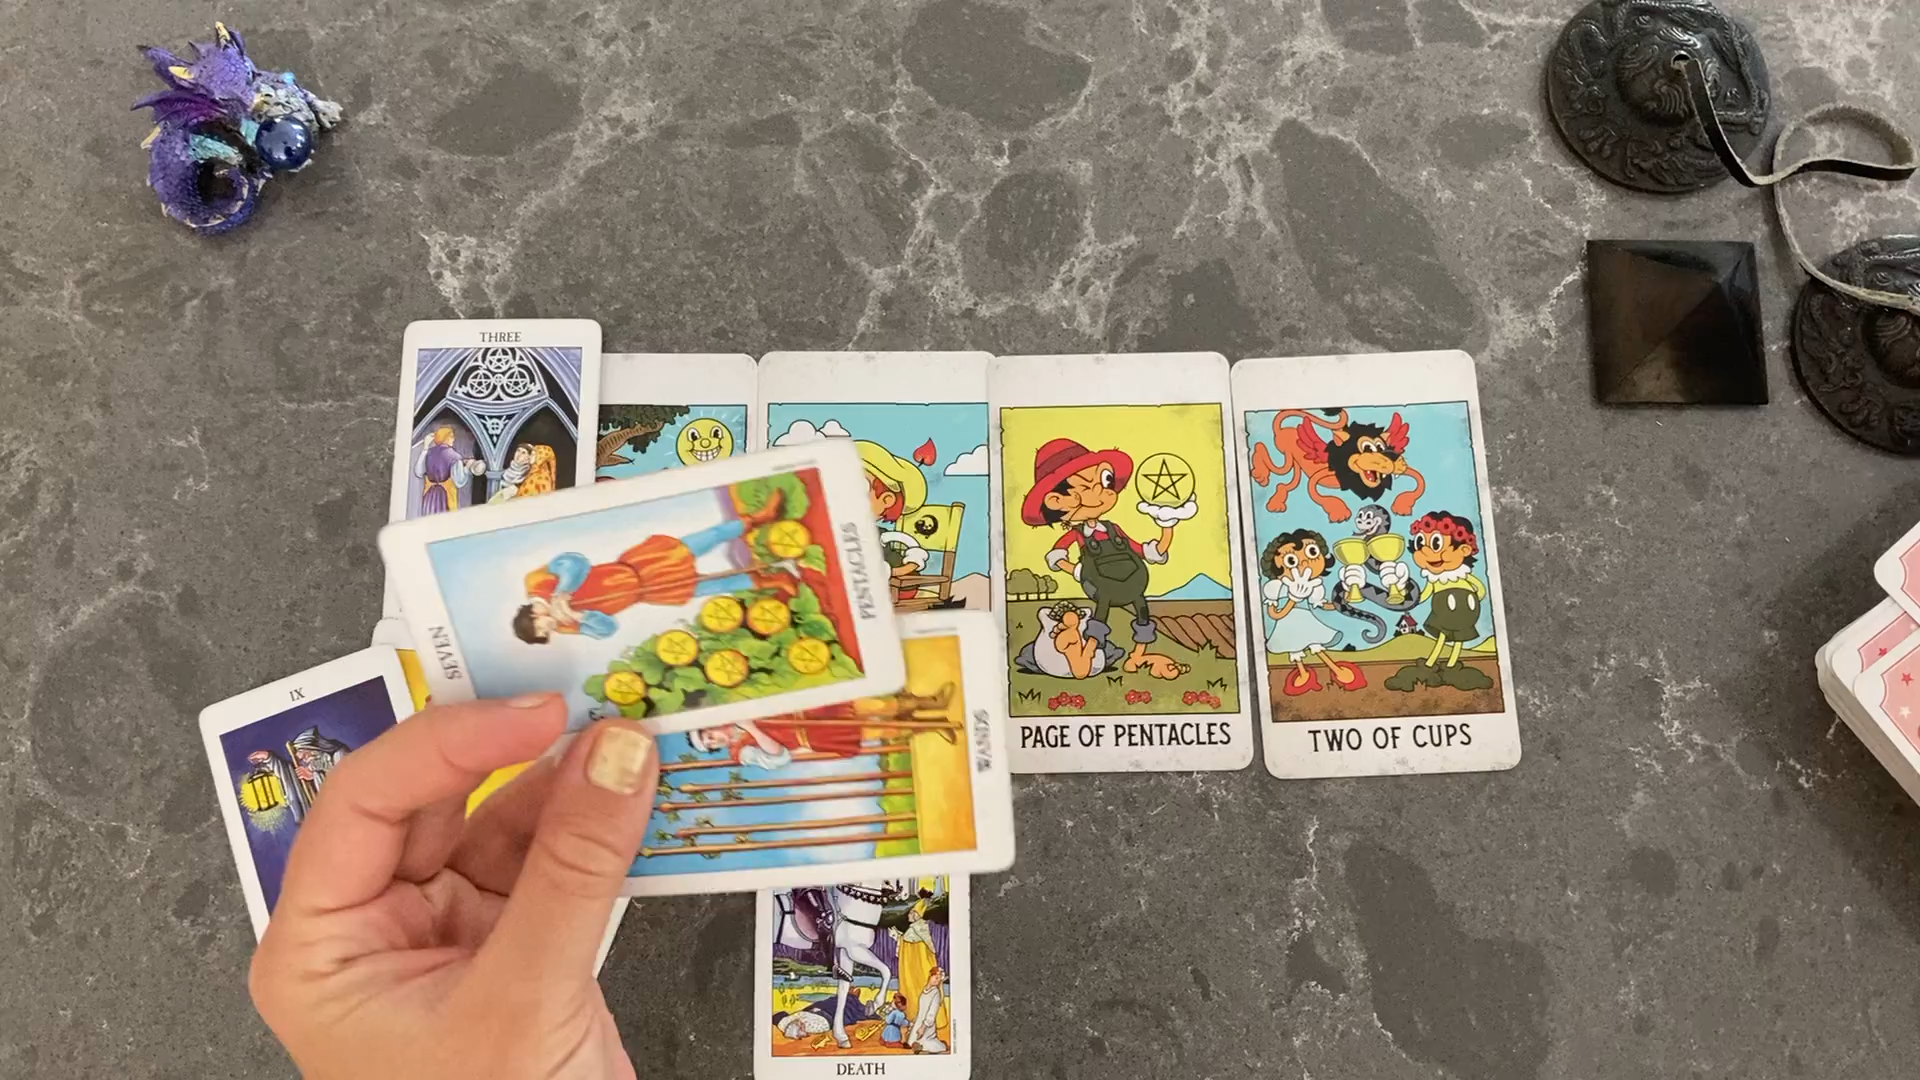 THREE
SEVEN
PENTACLES
IX
WANDS
PAGE OF PENTACLES
TWO OF CUPS
DEATH